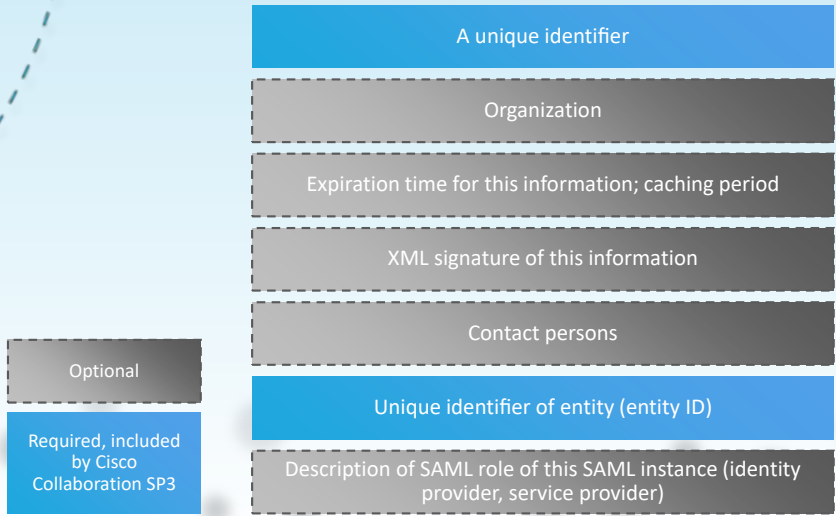 A unique identifier
Organization
Expiration time for this information; caching period
XML signature of this information
Contact persons
Optional
Unique identifier of entity (entity ID)
Required, included
by Cisco
Collaboration SP3
Description of SAML role of this SAML instance (identity
provider, service provider)